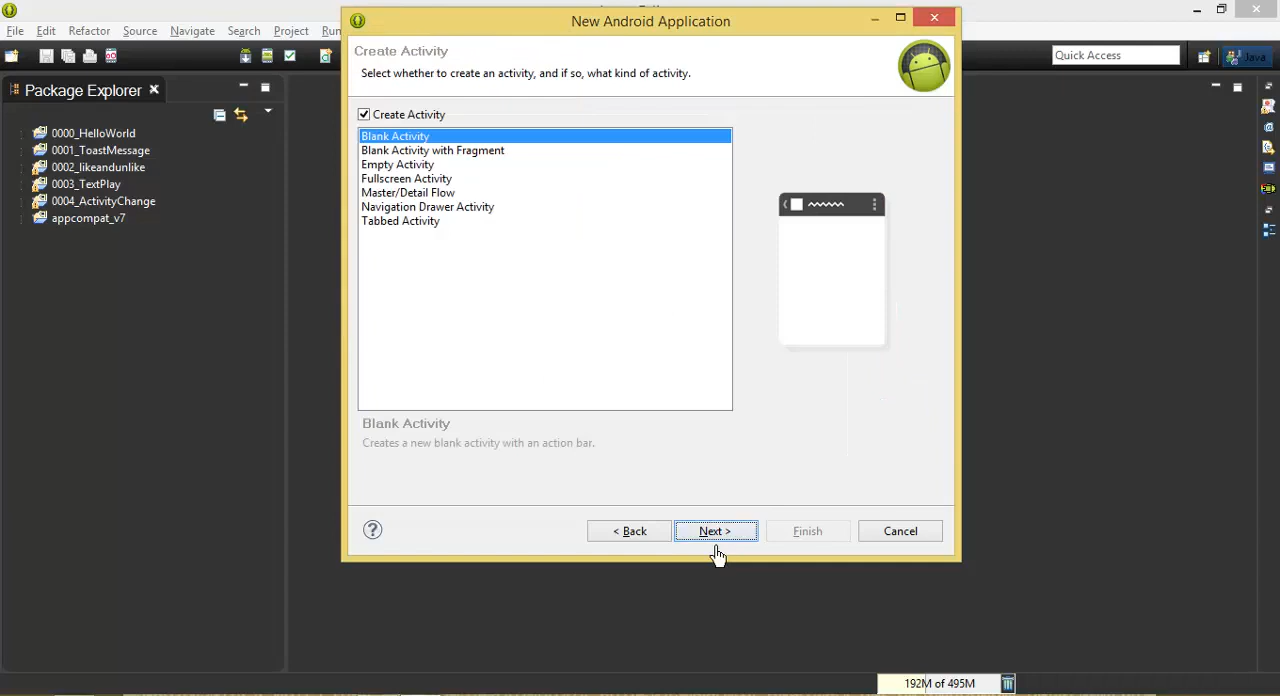 New Android Application
File Edit Refactor Source Navigate Search Project Run
Quick Access
Java
Package Explorer
0000_HelloWorld
0001_ToastMessage
0002_likeandunlike
0003_TextPlay
0004_ActivityChange
appcompat_v7
Create Activity
Select whether to create an activity, and if so, what kind of activity.
Create Activity
Blank Activity
Blank Activity with Fragment
Empty Activity
Fullscreen Activity
Master/Detail Flow
Navigation Drawer Activity
Tabbed Activity
Blank Activity
Creates a new blank activity with an action bar.
?
< Back
Next >
Finish
Cancel
192M of 495M